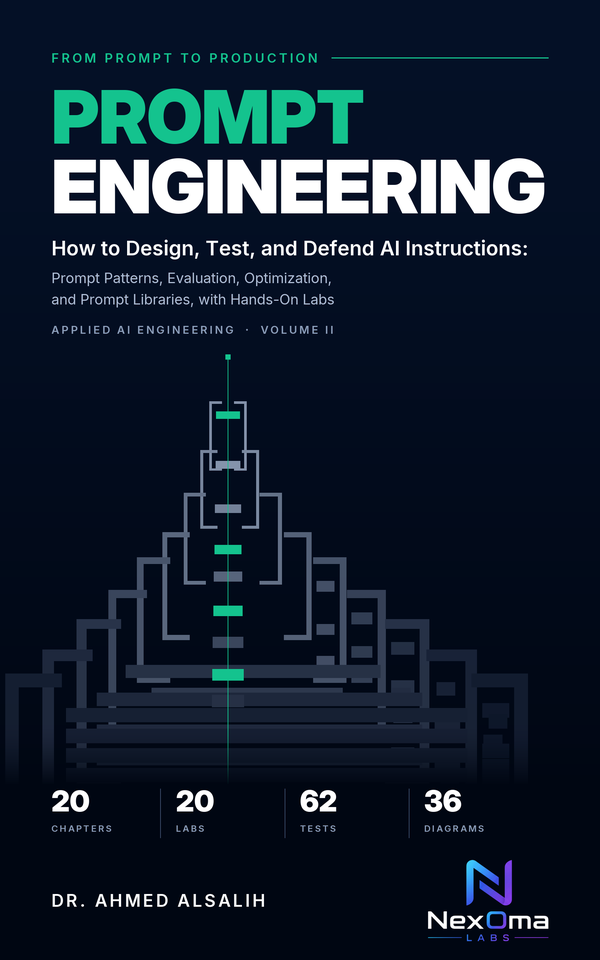 FROM PROMPT TO PRODUCTION
PROMPT
ENGINEERING
How to Design, Test, and Defend AI Instructions:
Prompt Patterns, Evaluation, Optimization,
and Prompt Libraries, with Hands-On Labs
APPLIED AI ENGINEERING · VOLUME II
20 20 62 36
CHAPTERS LABS TESTS DIAGRAMS
DR. AHMED ALSALIH
NexOma
LABS